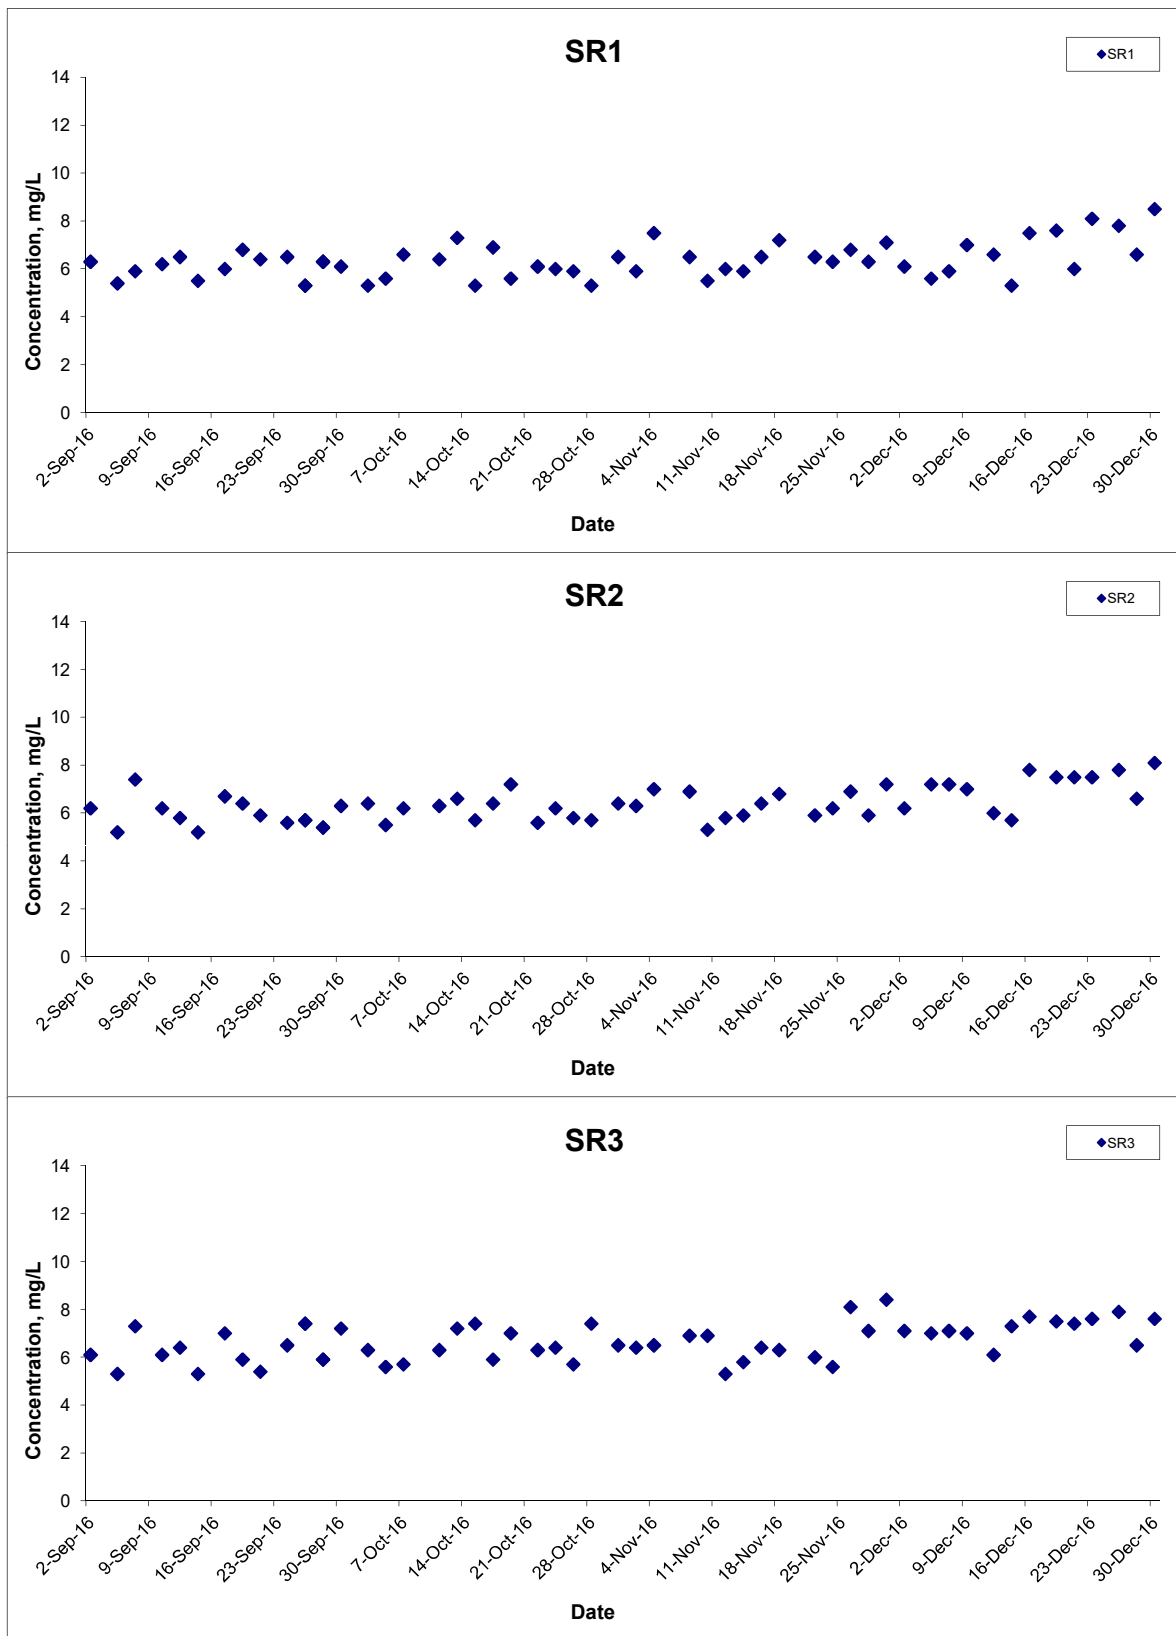 SR1
SR1
14
12
10
8
6
4
2
0
Concentration, mg/L
2-Sep-16 9-Sep-16 16-Sep-16 23-Sep-16 30-Sep-16 7-Oct-16 14-Oct-16 21-Oct-16 28-Oct-16 4-Nov-16 11-Nov-16 18-Nov-16 25-Nov-16 2-Dec-16 9-Dec-16 16-Dec-16 23-Dec-16 30-Dec-16
Date
SR2
SR2
14
12
10
8
6
4
2
0
Concentration, mg/L
2-Sep-16 9-Sep-16 16-Sep-16 23-Sep-16 30-Sep-16 7-Oct-16 14-Oct-16 21-Oct-16 28-Oct-16 4-Nov-16 11-Nov-16 18-Nov-16 25-Nov-16 2-Dec-16 9-Dec-16 16-Dec-16 23-Dec-16 30-Dec-16
Date
SR3
SR3
14
12
10
8
6
4
2
0
Concentration, mg/L
2-Sep-16 9-Sep-16 16-Sep-16 23-Sep-16 30-Sep-16 7-Oct-16 14-Oct-16 21-Oct-16 28-Oct-16 4-Nov-16 11-Nov-16 18-Nov-16 25-Nov-16 2-Dec-16 9-Dec-16 16-Dec-16 23-Dec-16 30-Dec-16
Date